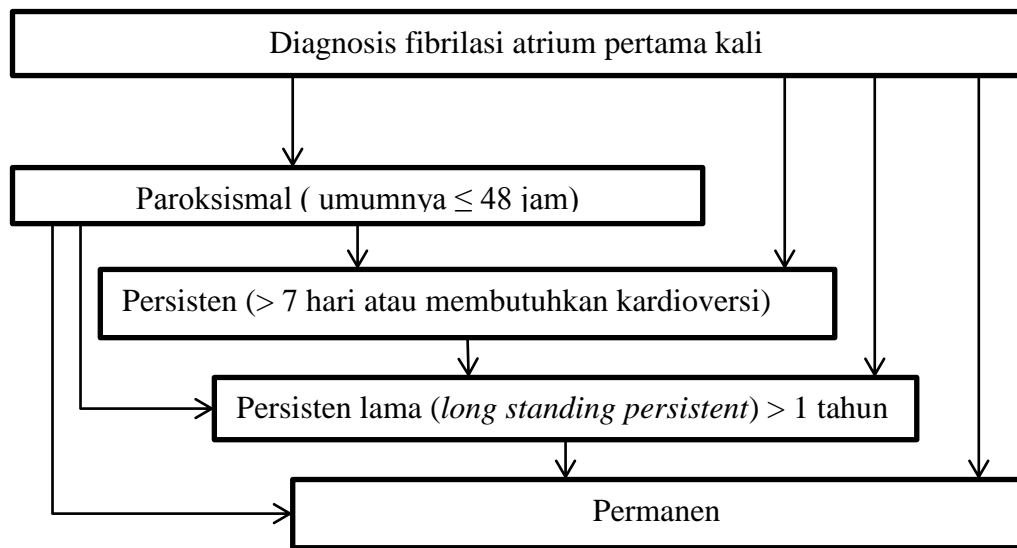 Diagnosis fibrilasi atrium pertama kali
Paroksismal ( umumnya ≤ 48 jam)
Persisten (> 7 hari atau membutuhkan kardioversi)
Persisten lama (long standing persistent) > 1 tahun
Permanen